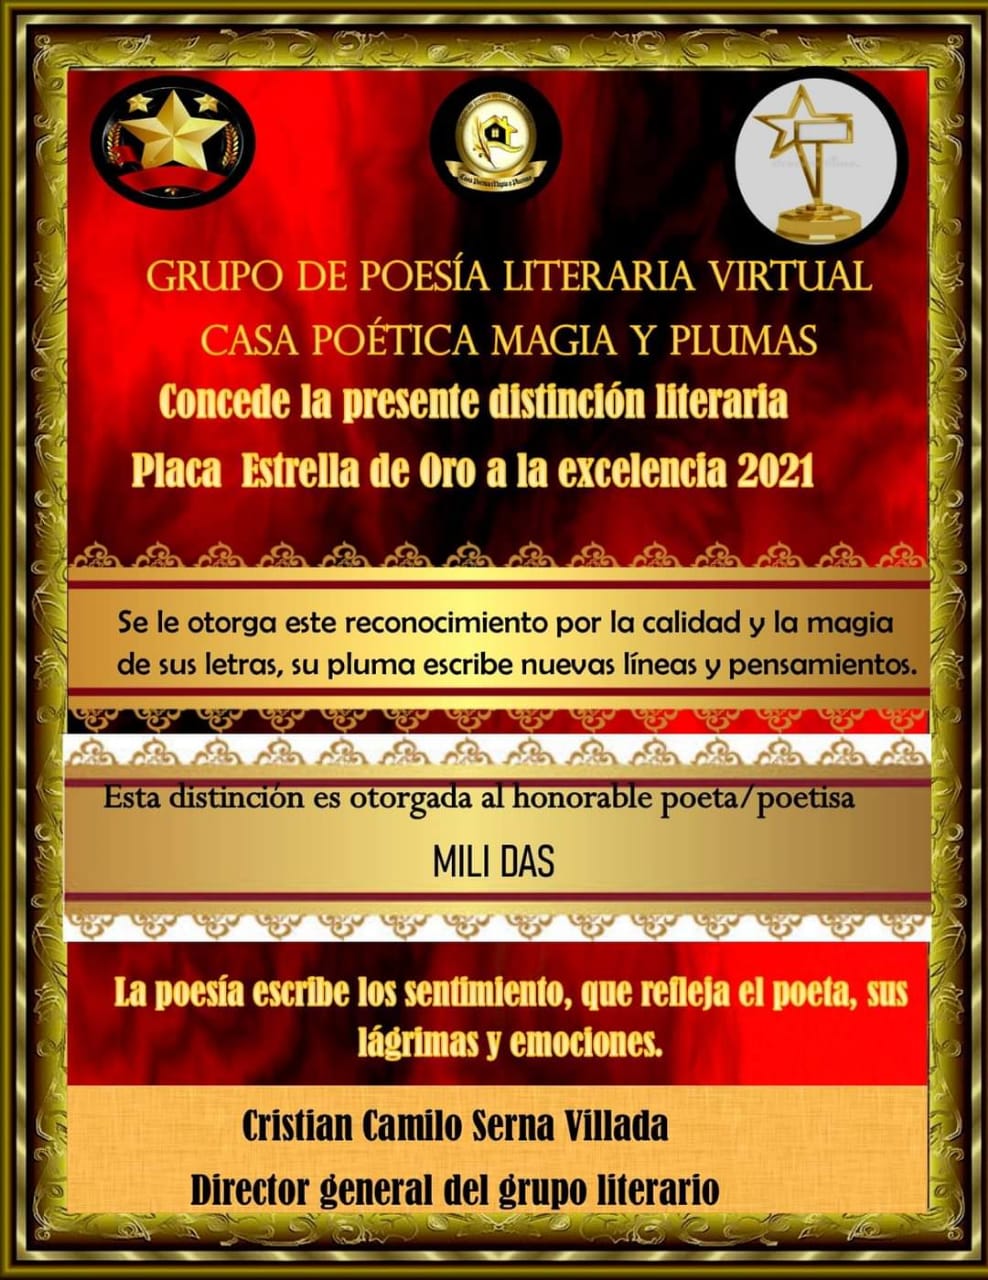 GRUPO DE POESÍA LITERARIA VIRTUAL
CASA POÉTICA MAGIA Y PLUMAS
Concede la presente distinción literaria
Placa Estrella de Oro a la excelencia 2021
Se le otorga este reconocimiento por la calidad y la magia
de sus letras, su pluma escribe nuevas líneas y pensamientos.
Esta distinción es otorgada al honorable poeta/poetisa
MILI DAS
La poesía escribe los sentimiento, que refleja el poeta, sus
lágrimas y emociones.
Cristian Camilo Serna Villada
Director general del grupo literario